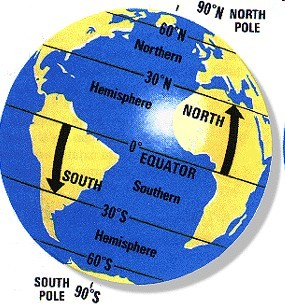 90°N NORTH
POLE
60°N
Northern
30°N
Hemisphere
NORTH
0°
EQUATOR
SOUTH
Southern
30°S
Hemisphere
60°S
SOUTH
POLE 90°S